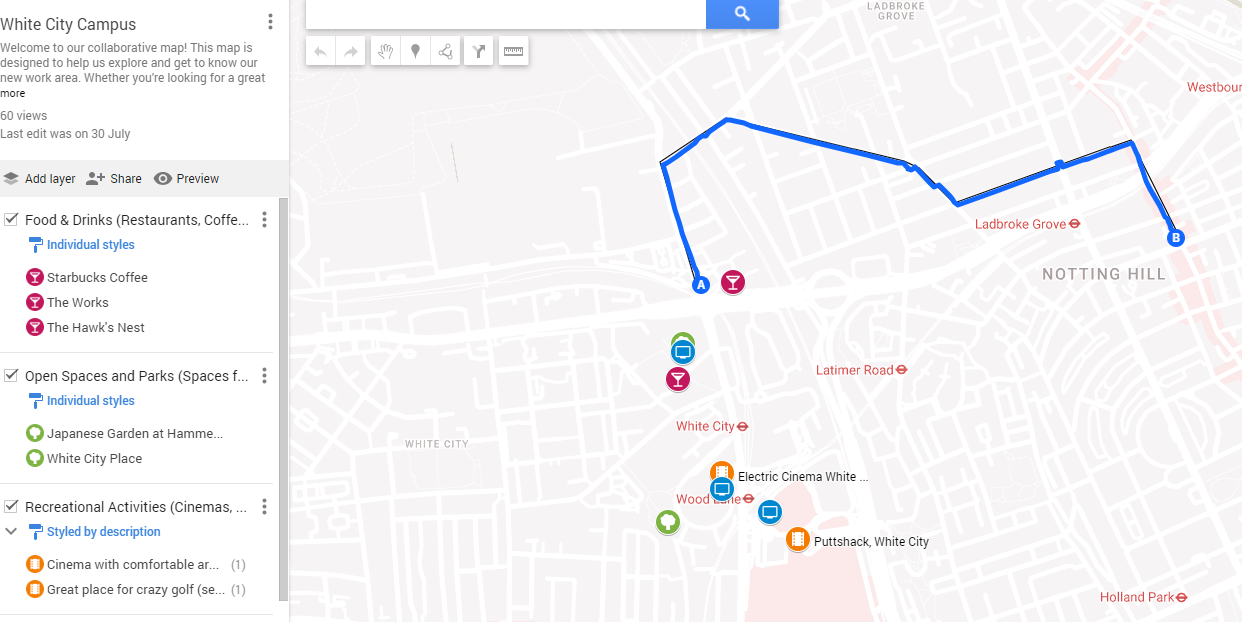 White City Campus
Welcome to our collaborative map! This map is
designed to help us explore and get to know our
new work area. Whether you're looking for a great
more
60 views
Last edit was on 30 July
Add layer
Share
Preview
Food & Drinks (Restaurants, Coffe...
Individual styles
Starbucks Coffee
The Works
The Hawk's Nest
Open Spaces and Parks (Spaces f...
Individual styles
Japanese Garden at Hamme...
White City Place
Recreational Activities (Cinemas, ...
Styled by description
Cinema with comfortable ar... (1)
Great place for crazy golf (se... (1)
LADBROKE
GROVE
Westbour
Ladbroke Grove
B
NOTTING HILL
A
Latimer Road
White City
WHITE CITY
Electric Cinema White ...
Wood Lane
Puttshack, White City
Holland Park